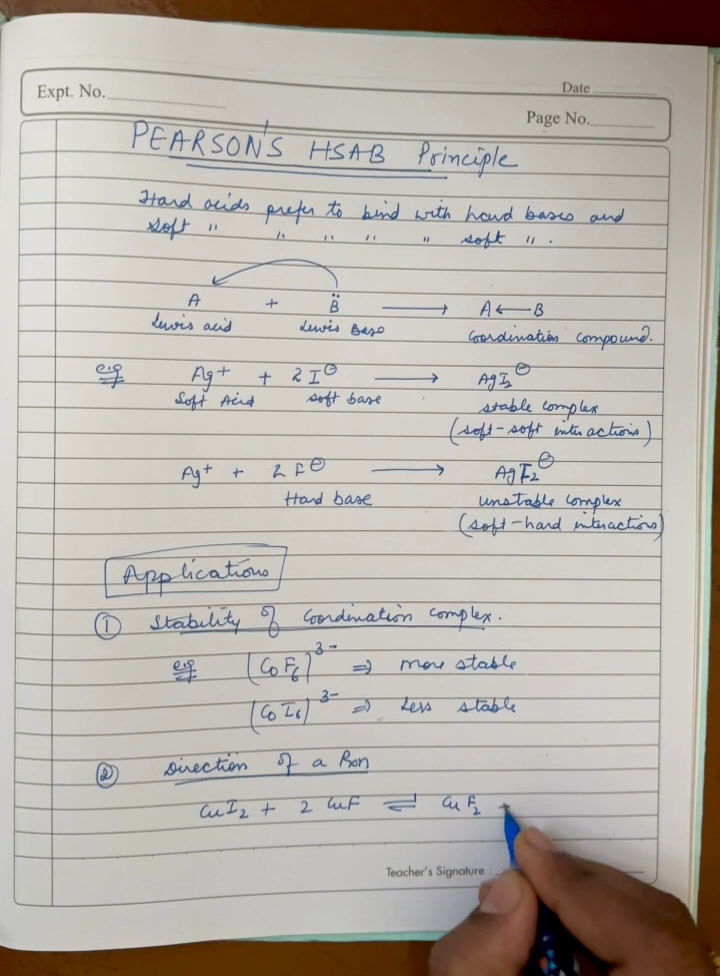 Expt. No.
Date
Page No.
PEARSON'S HSAB Principle
Hard acids prefer to bind with hard bases and
soft " " " " " soft ".
A + B̈ ⟶ A ⟵ B
Lewis acid Lewis Base Coordination compound.
e.g Ag+ + 2 I⊖ ⟶ AgI2⊖
Soft Acid soft base stable complex
(soft-soft interactions)
Ag+ + 2 F⊖ ⟶ AgF2⊖
Hard base unstable complex
(soft-hard interactions)
Applications
① Stability of Coordination complex.
e.g [CoF6]3- ⇒ more stable
[CoI6]3- ⇒ Less stable
② Direction of a Rxn
CuI2 + 2 CuF ⇌ CuF2 +
Teacher's Signature :